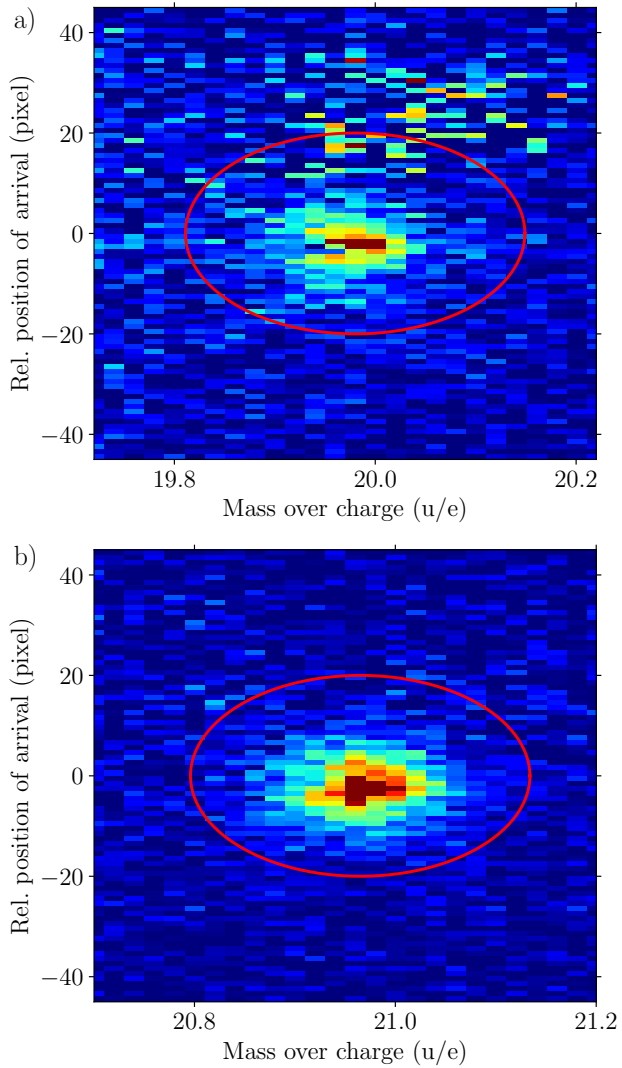 a)
40
20
0
−20
−40
Rel. position of arrival (pixel)
19.8 20.0 20.2
Mass over charge (u/e)
b)
40
20
0
−20
−40
Rel. position of arrival (pixel)
20.8 21.0 21.2
Mass over charge (u/e)